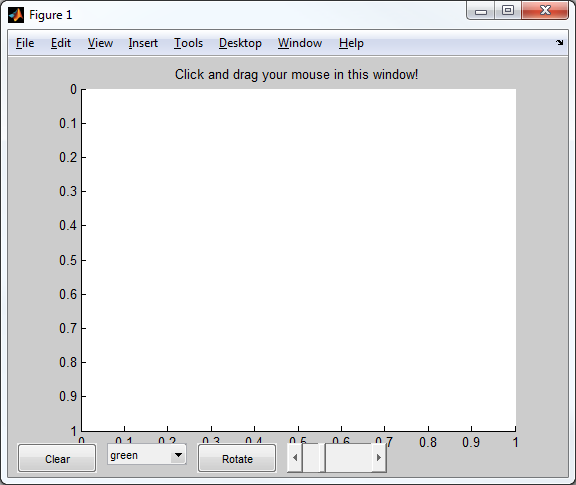 Figure 1
File Edit View Insert Tools Desktop Window Help
Click and drag your mouse in this window!
0
0.1
0.2
0.3
0.4
0.5
0.6
0.7
0.8
0.9
1
0 0.1 0.2 0.3 0.4 0.5 0.6 0.7 0.8 0.9 1
Clear green Rotate